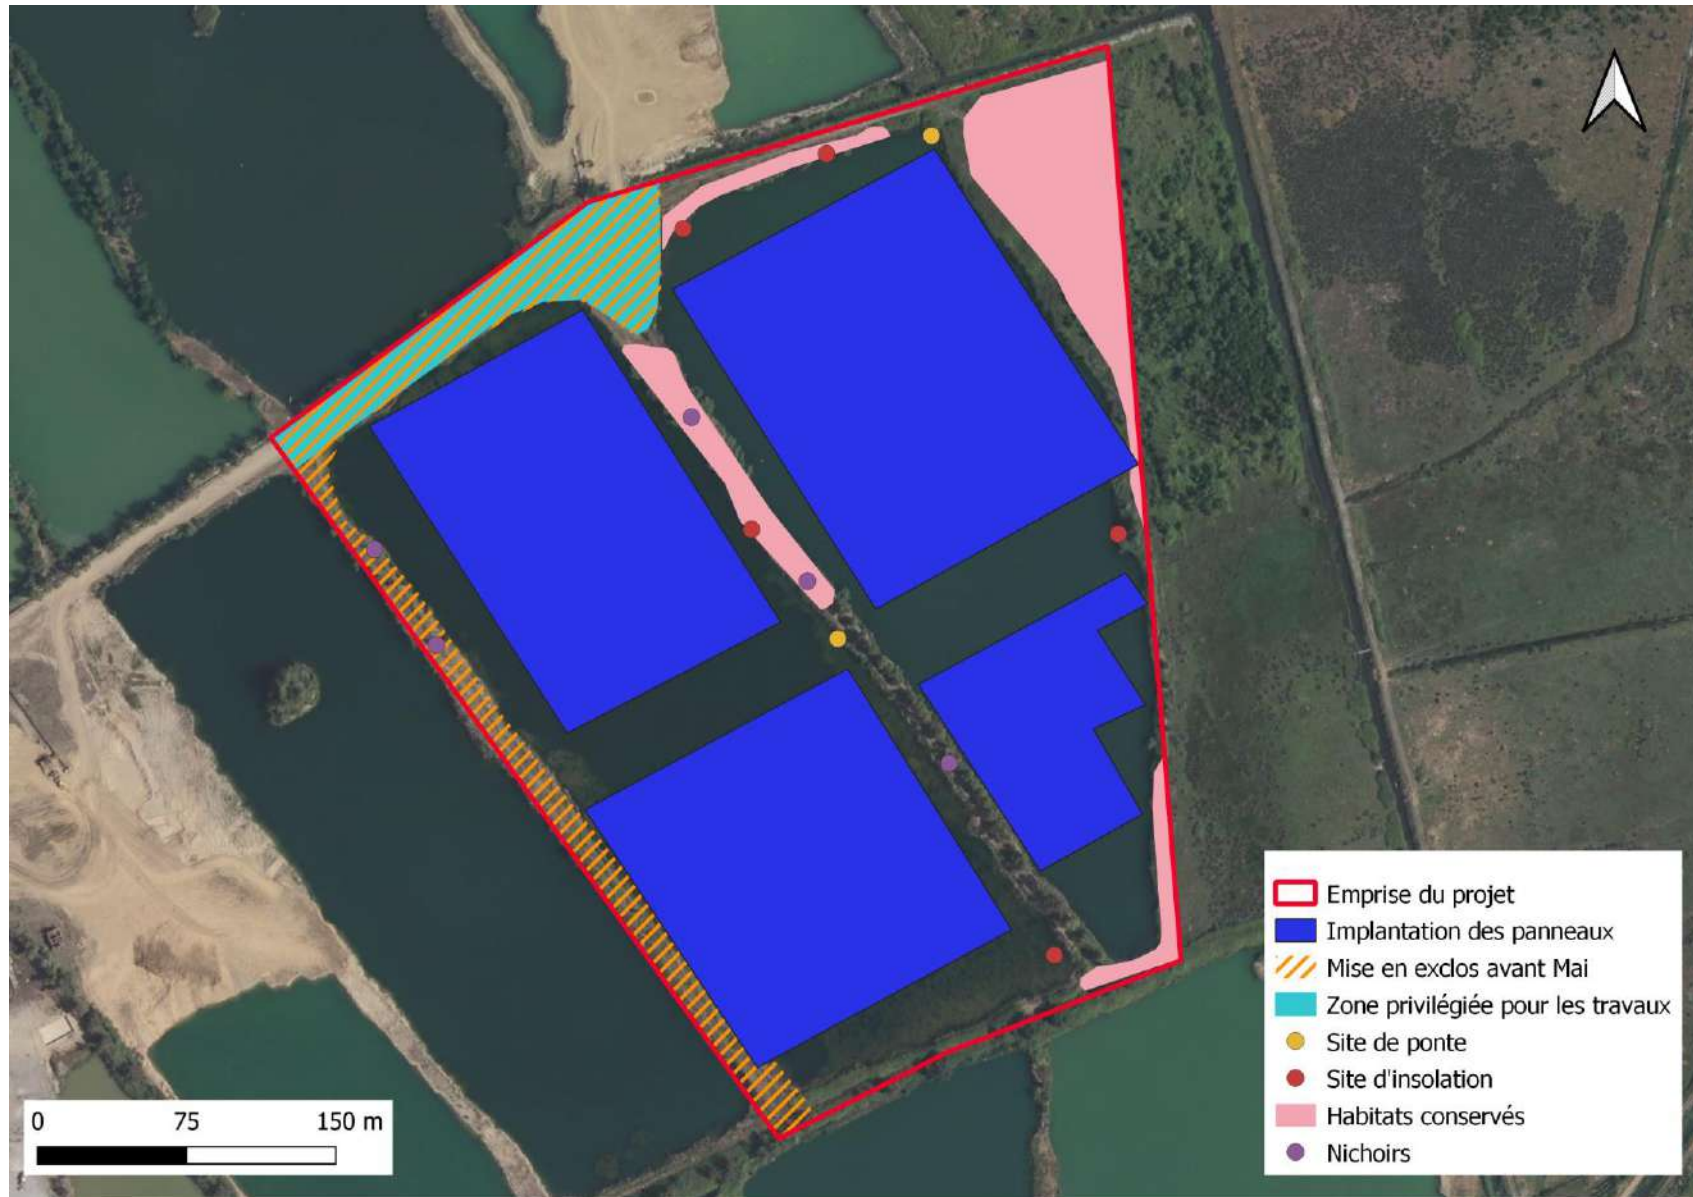 Emprise du projet
Implantation des panneaux
Mise en exclos avant Mai
Zone privilégiée pour les travaux
Site de ponte
Site d'insolation
Habitats conservés
Nichoirs
0 75 150 m